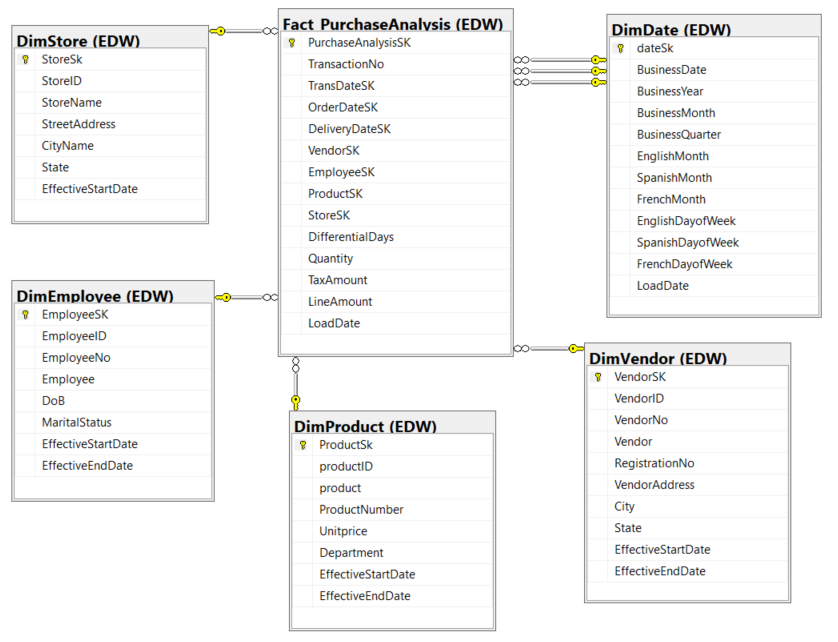 DimStore (EDW)
StoreSk
StoreID
StoreName
StreetAddress
CityName
State
EffectiveStartDate
Fact_PurchaseAnalysis (EDW)
PurchaseAnalysisSK
TransactionNo
TransDateSK
OrderDateSK
DeliveryDateSK
VendorSK
EmployeeSK
ProductSK
StoreSK
DifferentialDays
Quantity
TaxAmount
LineAmount
LoadDate
DimDate (EDW)
dateSk
BusinessDate
BusinessYear
BusinessMonth
BusinessQuarter
EnglishMonth
SpanishMonth
FrenchMonth
EnglishDayofWeek
SpanishDayofWeek
FrenchDayofWeek
LoadDate
DimEmployee (EDW)
EmployeeSK
EmployeeID
EmployeeNo
Employee
DoB
MaritalStatus
EffectiveStartDate
EffectiveEndDate
DimProduct (EDW)
ProductSk
productID
product
ProductNumber
Unitprice
Department
EffectiveStartDate
EffectiveEndDate
DimVendor (EDW)
VendorSK
VendorID
VendorNo
Vendor
RegistrationNo
VendorAddress
City
State
EffectiveStartDate
EffectiveEndDate